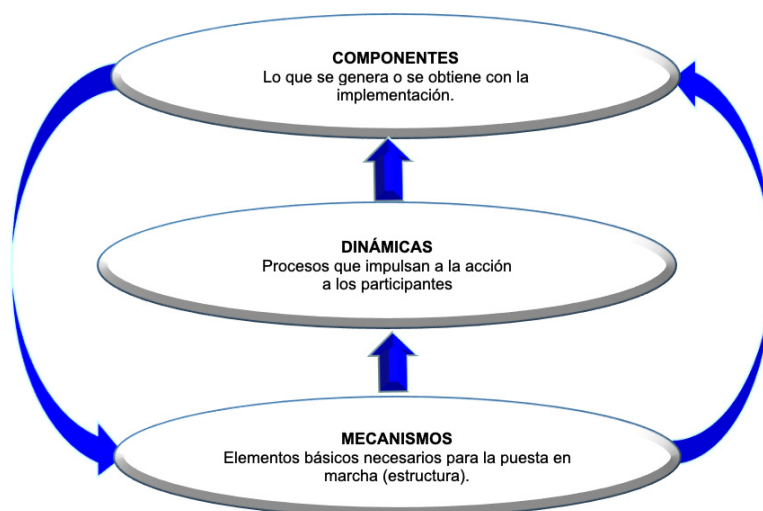 COMPONENTES
Lo que se genera o se obtiene con la
implementación.
DINÁMICAS
Procesos que impulsan a la acción
a los participantes
MECANISMOS
Elementos básicos necesarios para la puesta en
marcha (estructura).